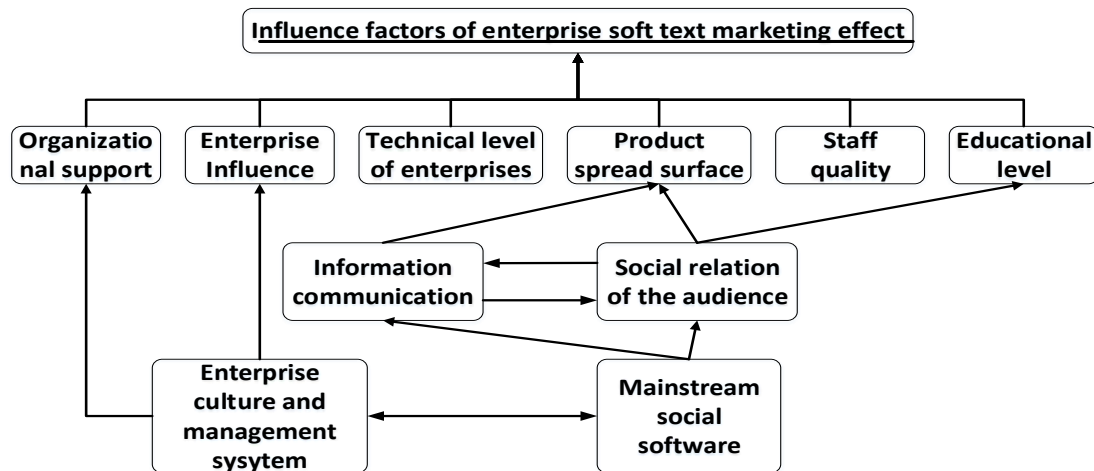 Influence factors of enterprise soft text marketing effect
Organizatio
nal support
Enterprise
Influence
Technical level
of enterprises
Product
spread surface
Staff
quality
Educational
level
Information
communication
Social relation
of the audience
Enterprise
culture and
management
sysytem
Mainstream
social
software